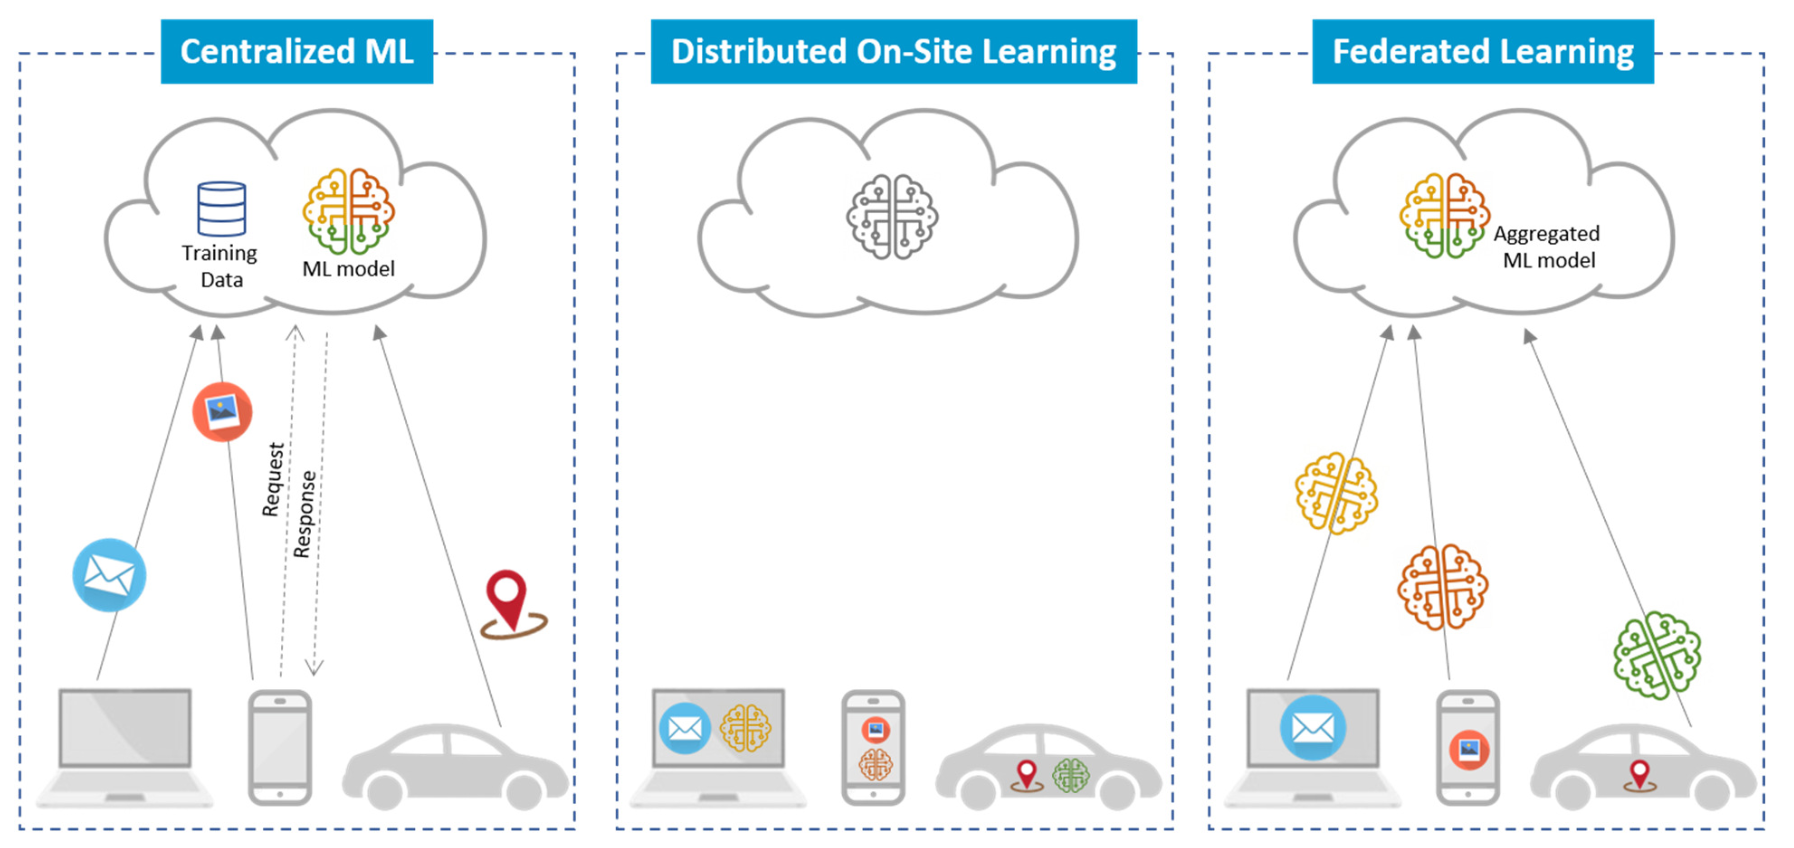 Centralized ML
Training
Data
ML model
Request
Response
Distributed On-Site Learning
Federated Learning
Aggregated
ML model